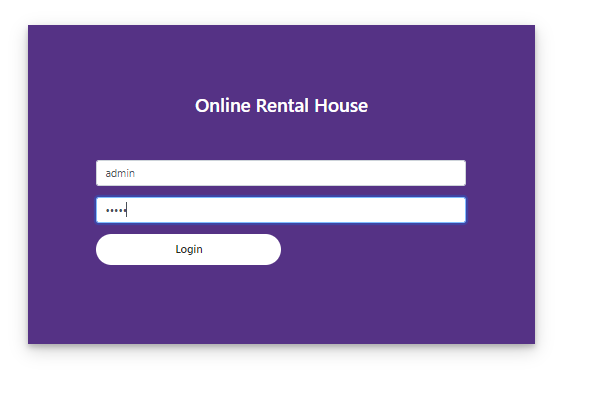 Online Rental House
admin
•••••
Login